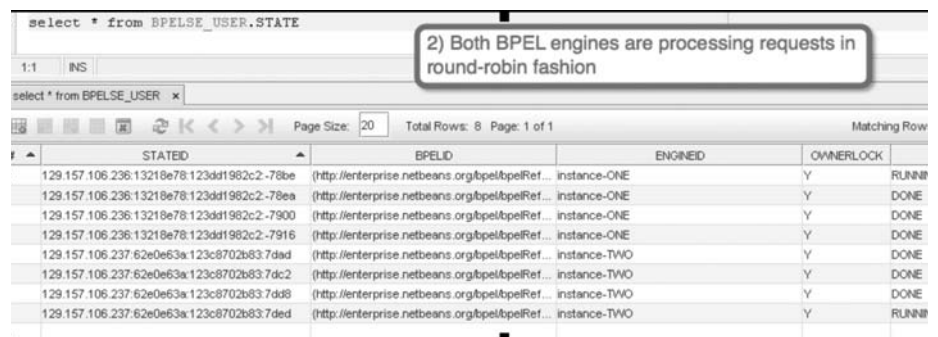 select * from BPELSE_USER.STATE
2) Both BPEL engines are processing requests in
round-robin fashion
1:1 INS
select * from BPELSE_USER x
Page Size: 20 Total Rows: 8 Page: 1 of 1 Matching Row
# STATEID BPELID ENGINEID OWNERLOCK
129.157.106.236:13218e78:123dd1982c2:-78be {http://enterprise.netbeans.org/bpel/bpelRef... instance-ONE Y RUNNIN
129.157.106.236:13218e78:123dd1982c2:-78ea {http://enterprise.netbeans.org/bpel/bpelRef... instance-ONE Y DONE
129.157.106.236:13218e78:123dd1982c2:-7900 {http://enterprise.netbeans.org/bpel/bpelRef... instance-ONE Y DONE
129.157.106.236:13218e78:123dd1982c2:-7916 {http://enterprise.netbeans.org/bpel/bpelRef... instance-ONE Y DONE
129.157.106.237:62e0e63a:123c8702b83:7dad {http://enterprise.netbeans.org/bpel/bpelRef... instance-TWO Y DONE
129.157.106.237:62e0e63a:123c8702b83:7dc2 {http://enterprise.netbeans.org/bpel/bpelRef... instance-TWO Y DONE
129.157.106.237:62e0e63a:123c8702b83:7dd8 {http://enterprise.netbeans.org/bpel/bpelRef... instance-TWO Y DONE
129.157.106.237:62e0e63a:123c8702b83:7ded {http://enterprise.netbeans.org/bpel/bpelRef... instance-TWO Y RUNNIN